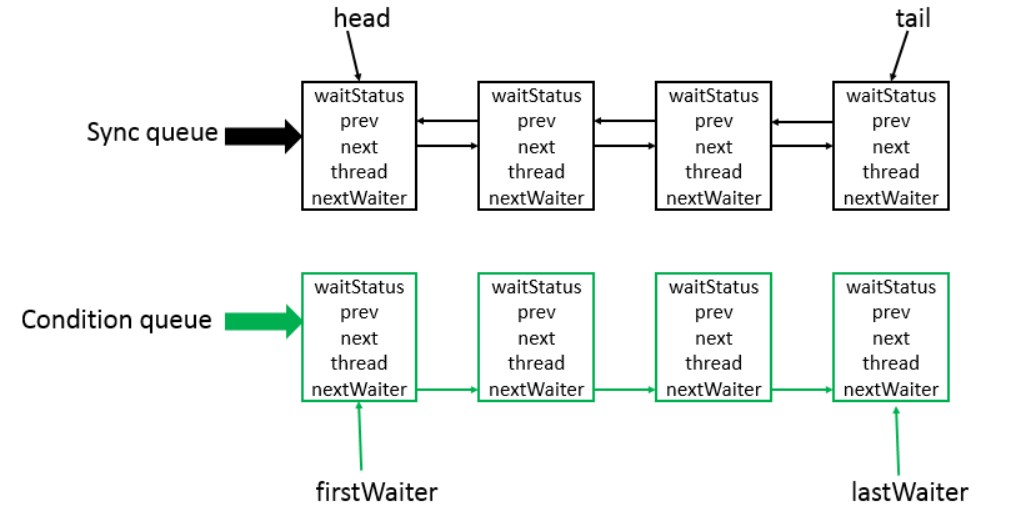 head
tail
Sync queue
waitStatus
prev
next
thread
nextWaiter
waitStatus
prev
next
thread
nextWaiter
waitStatus
prev
next
thread
nextWaiter
waitStatus
prev
next
thread
nextWaiter
Condition queue
waitStatus
prev
next
thread
nextWaiter
waitStatus
prev
next
thread
nextWaiter
waitStatus
prev
next
thread
nextWaiter
waitStatus
prev
next
thread
nextWaiter
firstWaiter
lastWaiter